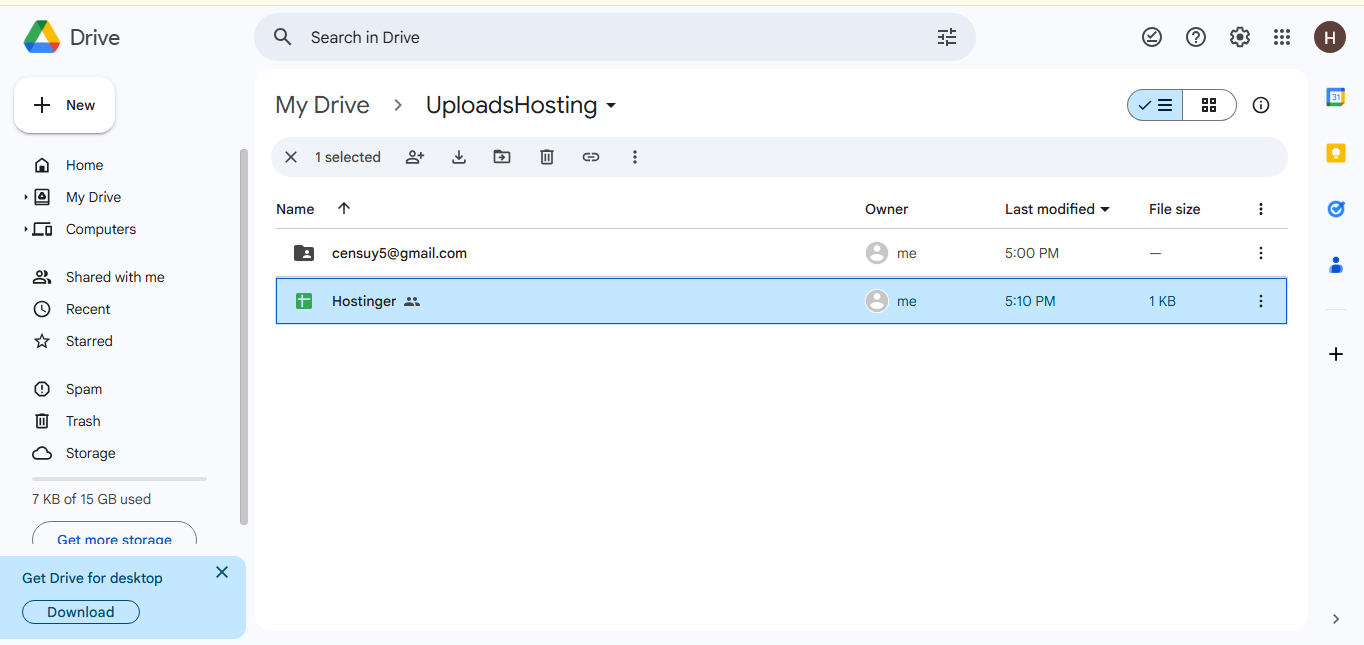 Drive
Search in Drive
H
New
My Drive > UploadsHosting
31
1 selected
Home
My Drive
Computers
Shared with me
Recent
Starred
Spam
Trash
Storage
7 KB of 15 GB used
Get more storage
Get Drive for desktop
Download
Name Owner Last modified File size
censuy5@gmail.com me 5:00 PM —
Hostinger me 5:10 PM 1 KB